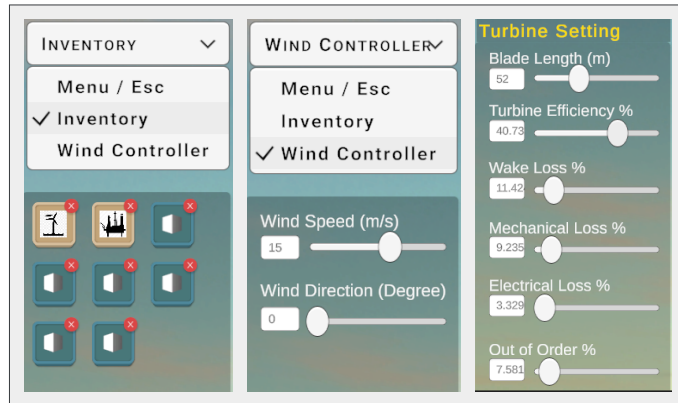 INVENTORY
Menu / Esc
Inventory
Wind Controller
WIND CONTROLLER
Menu / Esc
Inventory
Wind Controller
Wind Speed (m/s)
15
Wind Direction (Degree)
0
Turbine Setting
Blade Length (m)
52
Turbine Efficiency %
40.73
Wake Loss %
11.42
Mechanical Loss %
9.235
Electrical Loss %
3.329
Out of Order %
7.581